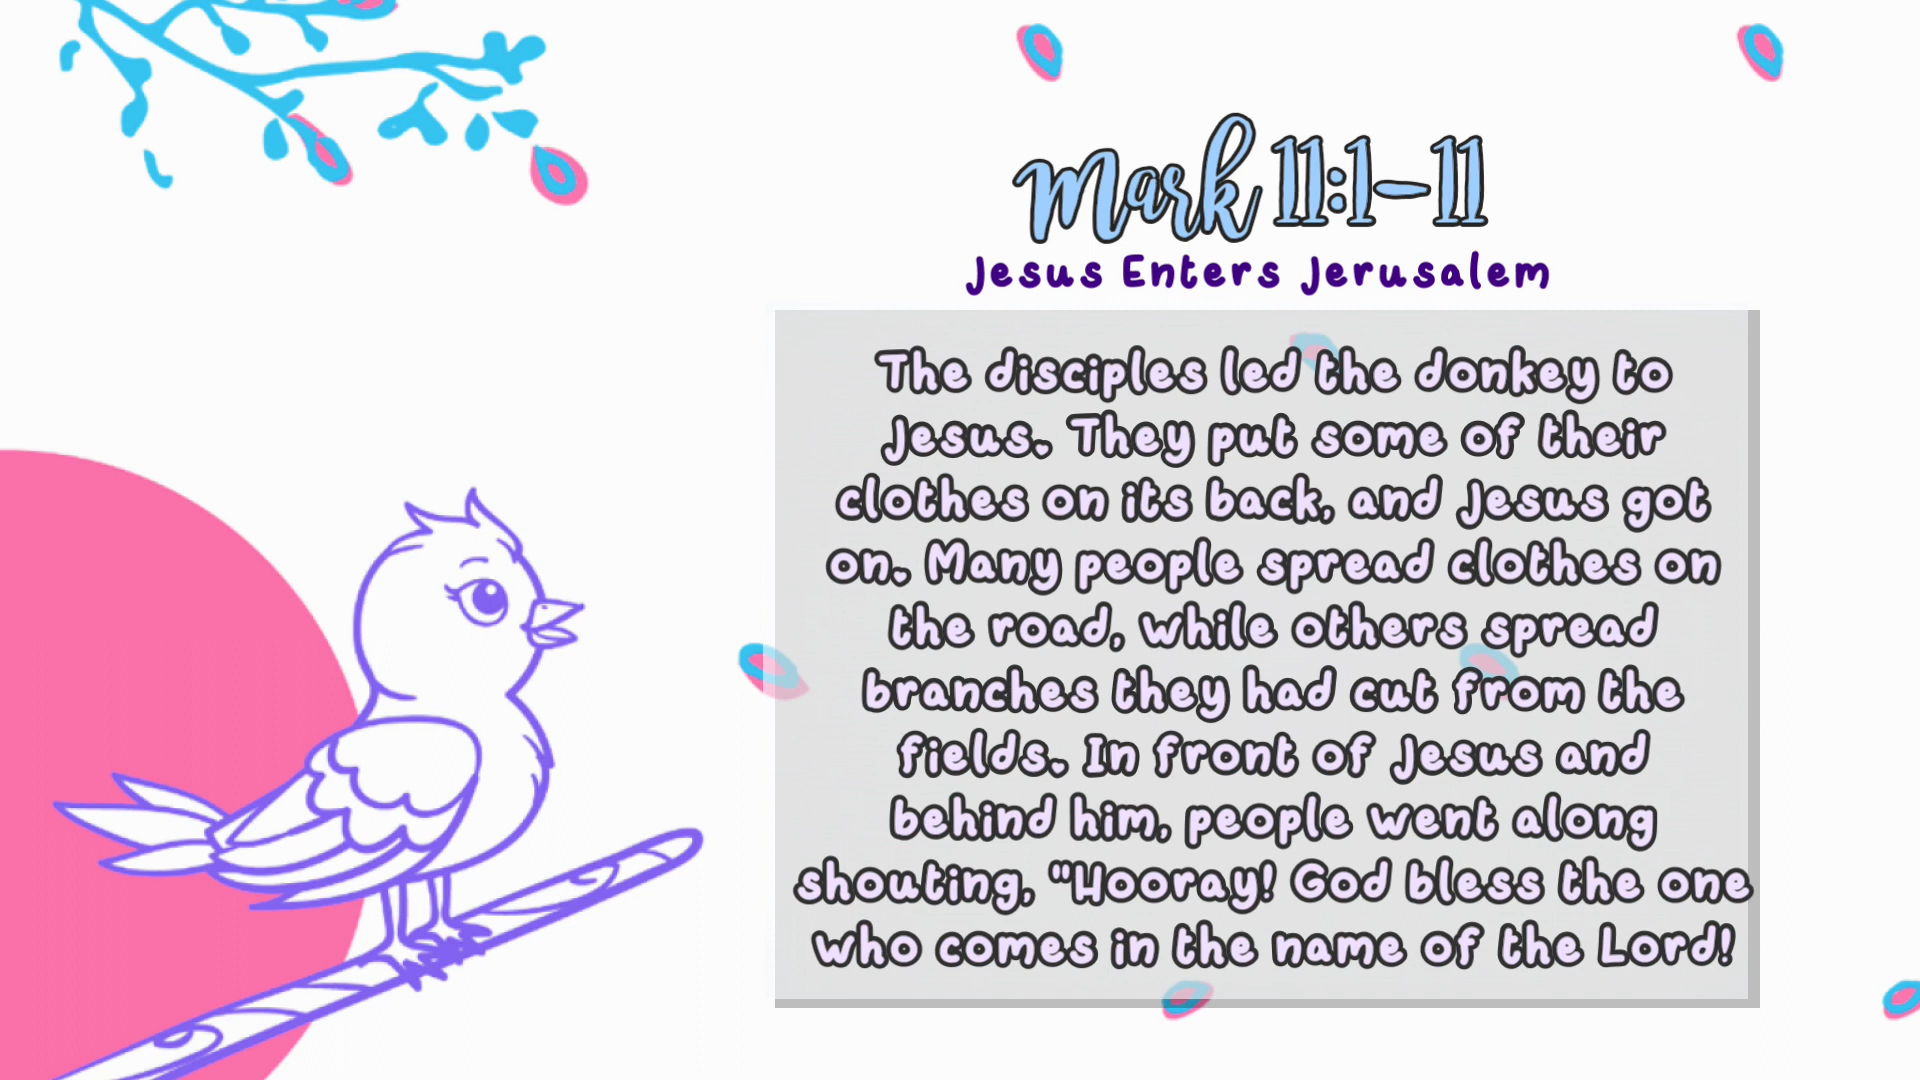 Mark 11:1-11
Jesus Enters Jerusalem
The disciples led the donkey to
Jesus. They put some of their
clothes on its back, and Jesus got
on. Many people spread clothes on
the road, while others spread
branches they had cut from the
fields. In front of Jesus and
behind him, people went along
shouting, "Hooray! God bless the one
who comes in the name of the Lord!